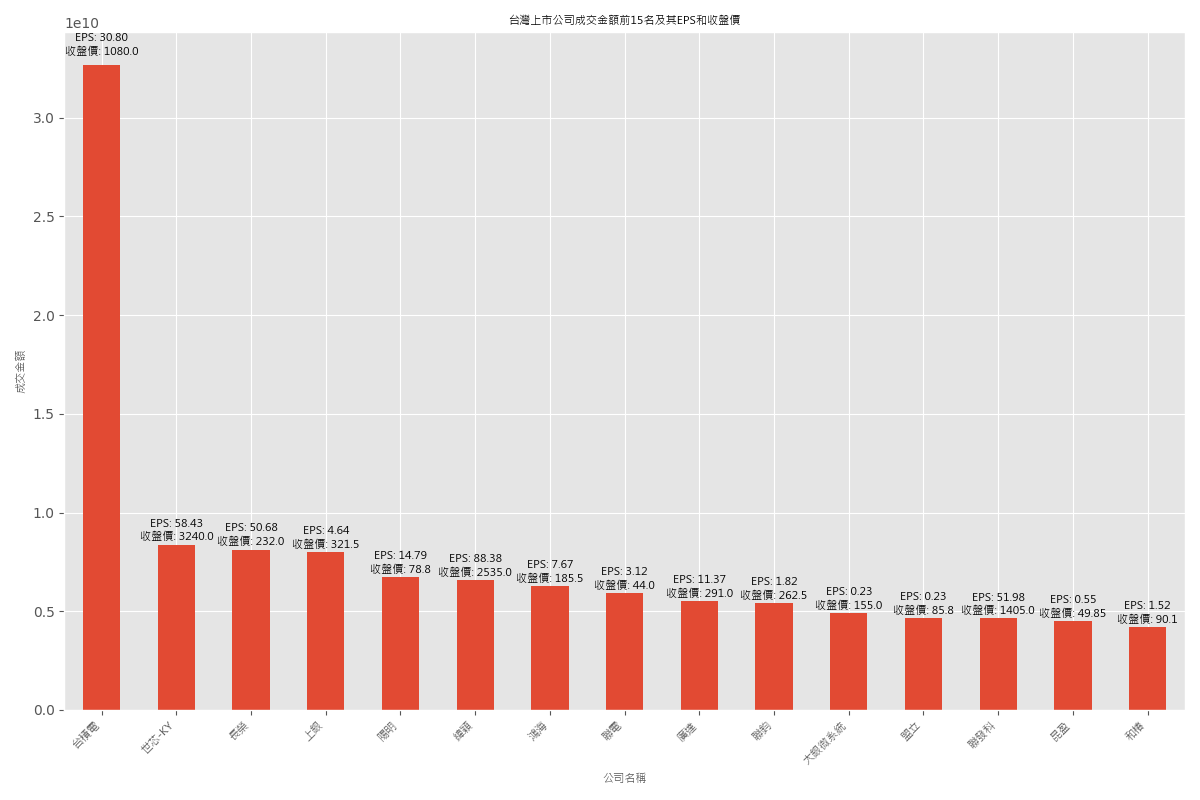 台灣上市公司成交金額前15名及其EPS和收盤價
1e10
EPS: 30.80
收盤價: 1080.0
3.0
2.5
2.0
1.5
1.0
0.5
0.0
成交金額
EPS: 58.43
收盤價: 3240.0
EPS: 50.68
收盤價: 232.0
EPS: 4.64
收盤價: 321.5
EPS: 14.79
收盤價: 78.8
EPS: 88.38
收盤價: 2535.0
EPS: 7.67
收盤價: 185.5
EPS: 3.12
收盤價: 44.0
EPS: 11.37
收盤價: 291.0
EPS: 1.82
收盤價: 262.5
EPS: 0.23
收盤價: 155.0
EPS: 0.23
收盤價: 85.8
EPS: 51.98
收盤價: 1405.0
EPS: 0.55
收盤價: 49.85
EPS: 1.52
收盤價: 90.1
台積電
世芯-KY
長榮
上銀
陽明
緯穎
鴻海
聯電
廣達
聯鈞
大銀微系統
盟立
聯發科
昆盈
和椿
公司名稱